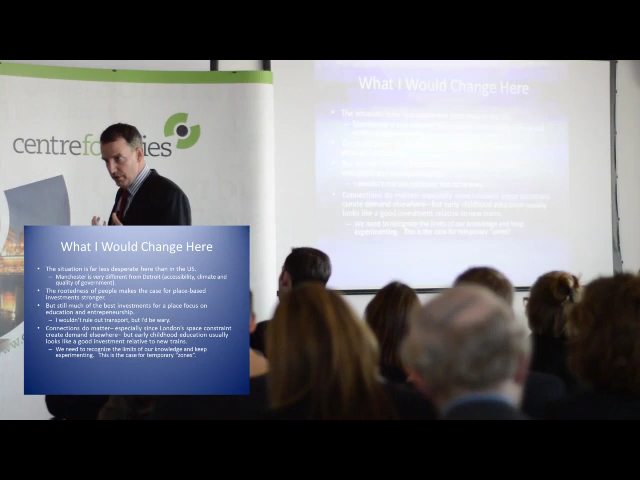 What I Would Change Here
centrefo
ies
What I Would Change Here
• The situation is far less desperate here than in the US.
– Manchester is very different from Detroit (accessibility, climate and
quality of government).
• The rootedness of people makes the case for place-based
investments stronger.
• But still much of the best investments for a place focus on
education and entrepreneurship.
– I wouldn't rule out transport, but I'd be wary.
• Connections do matter– especially since London's space constraint
create demand elsewhere– but early childhood education usually
looks like a good investment relative to new trains.
– We need to recognize the limits of our knowledge and keep
experimenting. This is the case for temporary "zones".